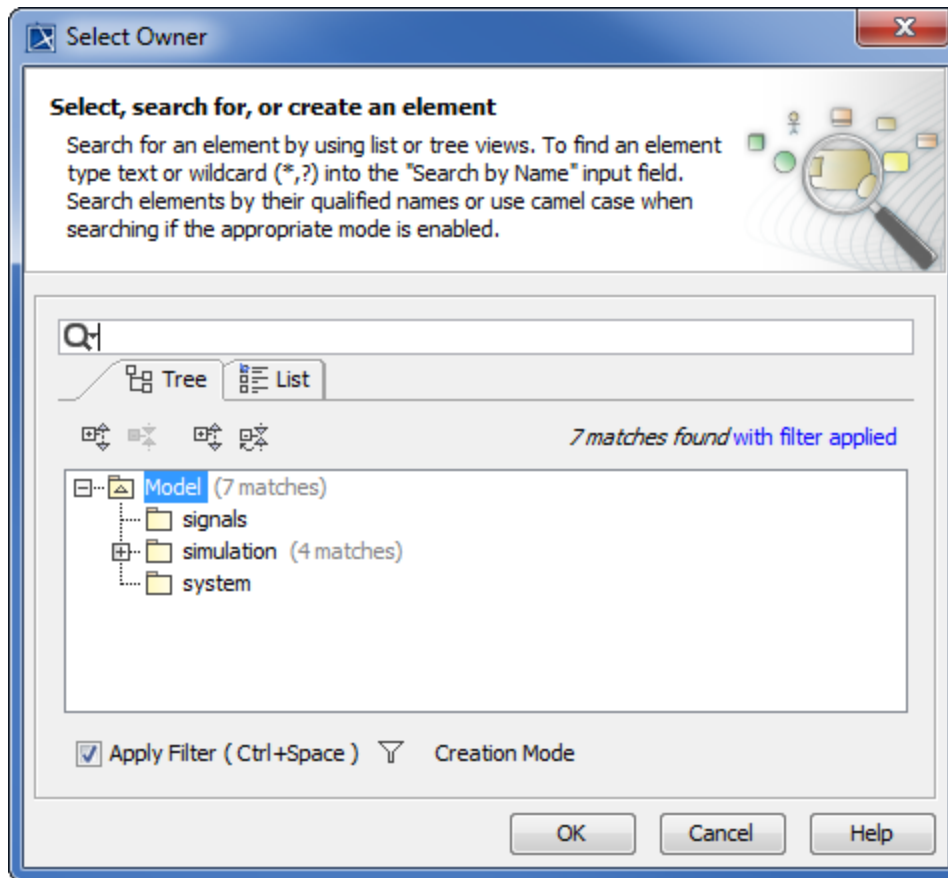 Select Owner
Select, search for, or create an element
Search for an element by using list or tree views. To find an element
type text or wildcard (*,?) into the "Search by Name" input field.
Search elements by their qualified names or use camel case when
searching if the appropriate mode is enabled.
Tree List
7 matches found with filter applied
Model (7 matches)
signals
simulation (4 matches)
system
Apply Filter ( Ctrl+Space ) Creation Mode
OK Cancel Help